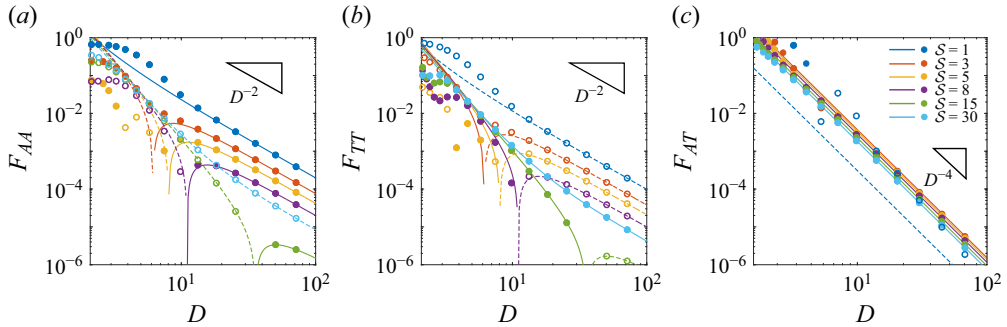 (a)
10^0
10^-2
10^-4
10^-6
F_AA
D^-2
10^1
10^2
D
(b)
10^0
10^-2
10^-4
10^-6
F_TT
D^-2
10^1
10^2
D
(c)
10^0
10^-2
10^-4
10^-6
F_AT
S = 1
S = 3
S = 5
S = 8
S = 15
S = 30
D^-4
10^1
10^2
D